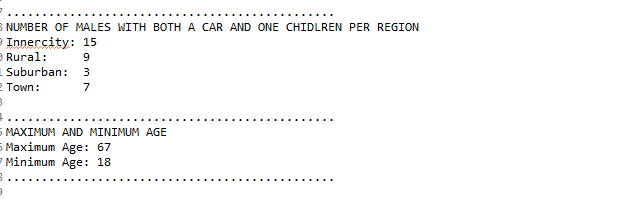 ...............................................
NUMBER OF MALES WITH BOTH A CAR AND ONE CHIDLREN PER REGION
Innercity: 15
Rural: 9
Suburban: 3
Town: 7
...............................................
MAXIMUM AND MINIMUM AGE
Maximum Age: 67
Minimum Age: 18
...............................................